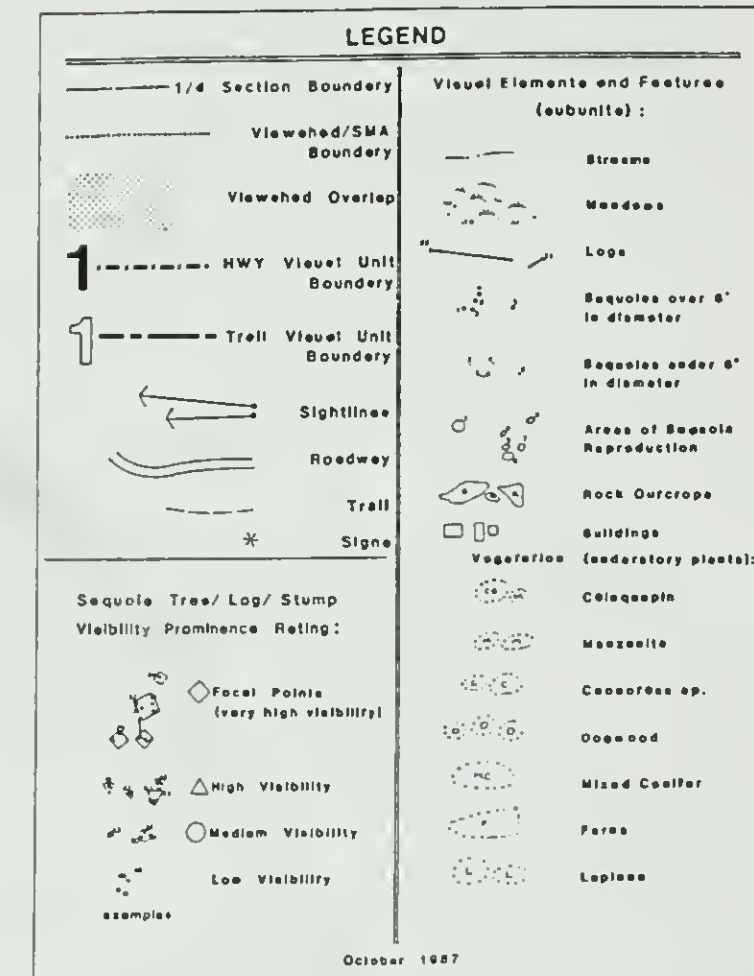 LEGEND
1/4 Section Boundary
Viewshed/SMA
Boundary
Viewshed Overlap
1 HWY Visual Unit
Boundary
1 Trail Visual Unit
Boundary
Sightlines
Roadway
Trail
* Signs
Sequoia Tree/ Log/ Stump
Visibility Prominence Rating:
Focal Points
(very high visibility)
High Visibility
Medium Visibility
Low Visibility
examples
Visual Elements and Features
(subunits):
Streams
Meadows
Logs
Sequoias over 6'
in diameter
Sequoias under 6'
in diameter
Areas of Sequoia
Reproduction
Rock Ourcrops
Buildings
Vegetation (understory plants):
Manzanita
sp.
Dogwood
Mixed Conifer
MC
Ferns
F
Lupines
L L
October 1987